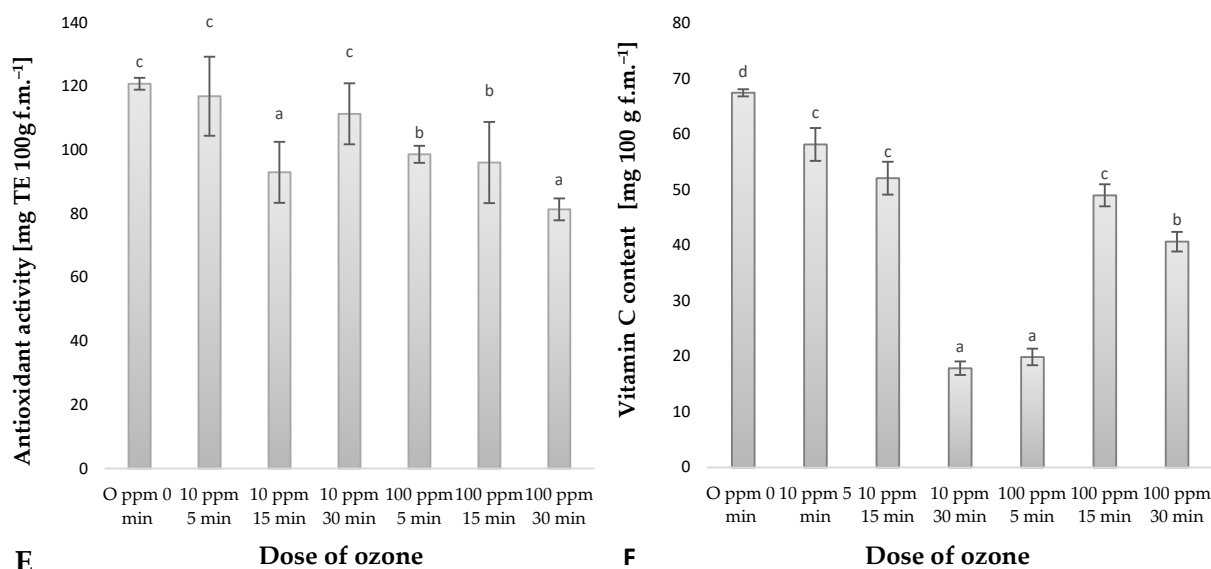 Antioxidant activity [mg TE 100g f.m.⁻¹]
140
120
100
80
60
40
20
0
c
c
a
c
b
b
a
O ppm 0 min
10 ppm 5 min
10 ppm 15 min
10 ppm 30 min
100 ppm 5 min
100 ppm 15 min
100 ppm 30 min
E
Dose of ozone
Vitamin C content [mg 100 g f.m.⁻¹]
80
70
60
50
40
30
20
10
0
d
c
c
a
a
c
b
O ppm 0 min
10 ppm 5 min
10 ppm 15 min
10 ppm 30 min
100 ppm 5 min
100 ppm 15 min
100 ppm 30 min
F
Dose of ozone